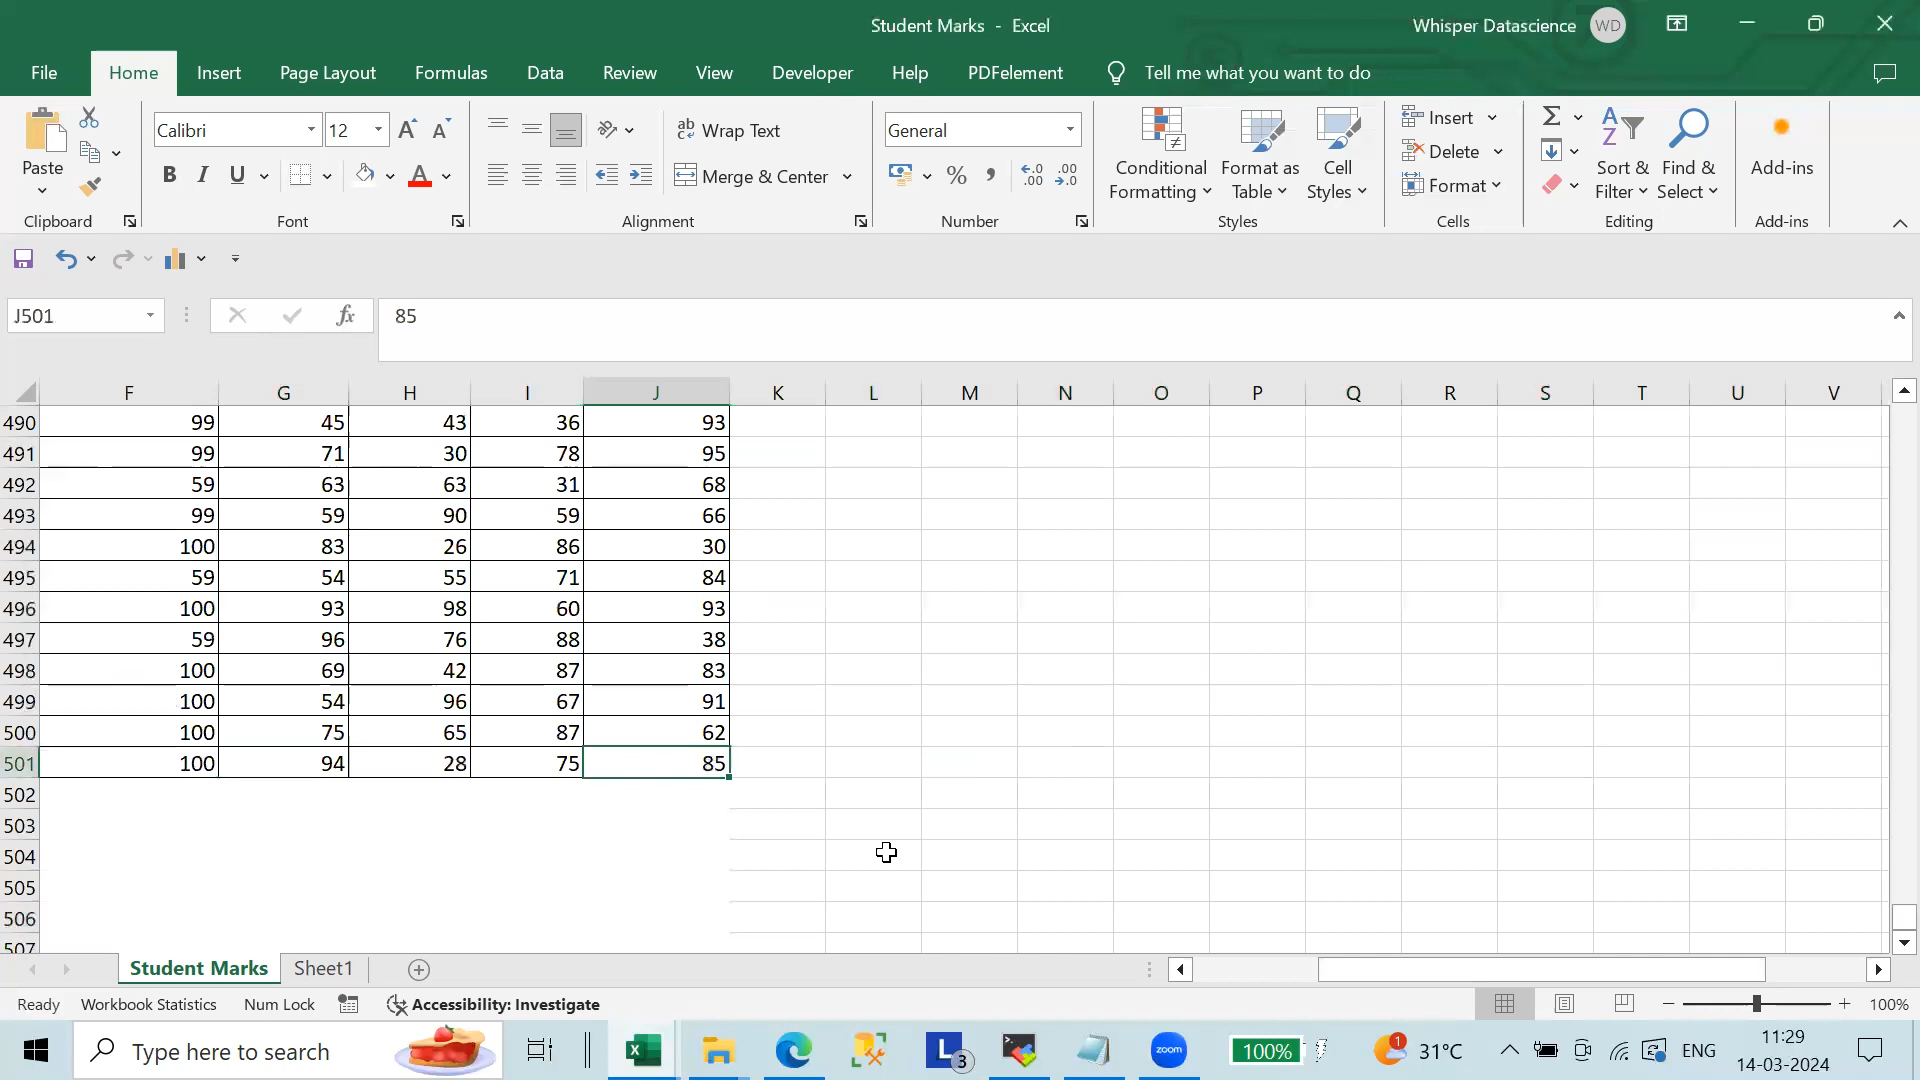 Student Marks - Excel
Whisper Datascience WD
File Home Insert Page Layout Formulas Data Review View Developer Help PDFelement Tell me what you want to do
Paste
Calibri 12
B I U A
ab Wrap Text
Merge & Center
General
% , .00 .00
Conditional Formatting
Format as Table
Cell Styles
Insert
Delete
Format
Sort & Filter
Find & Select
Add-ins
Clipboard Font Alignment Number Styles Cells Editing Add-ins
J501 fx 85
F G H I J K L M N O P Q R S T U V
490 99 45 43 36 93
491 99 71 30 78 95
492 59 63 63 31 68
493 99 59 90 59 66
494 100 83 26 86 30
495 59 54 55 71 84
496 100 93 98 60 93
497 59 96 76 88 38
498 100 69 42 87 83
499 100 54 96 67 91
500 100 75 65 87 62
501 100 94 28 75 85
502
503
504
505
506
507
Student Marks Sheet1
Ready Workbook Statistics Num Lock Accessibility: Investigate 100%
Type here to search L 3 zoom 100% 1 31°C ENG 11:29
14-03-2024